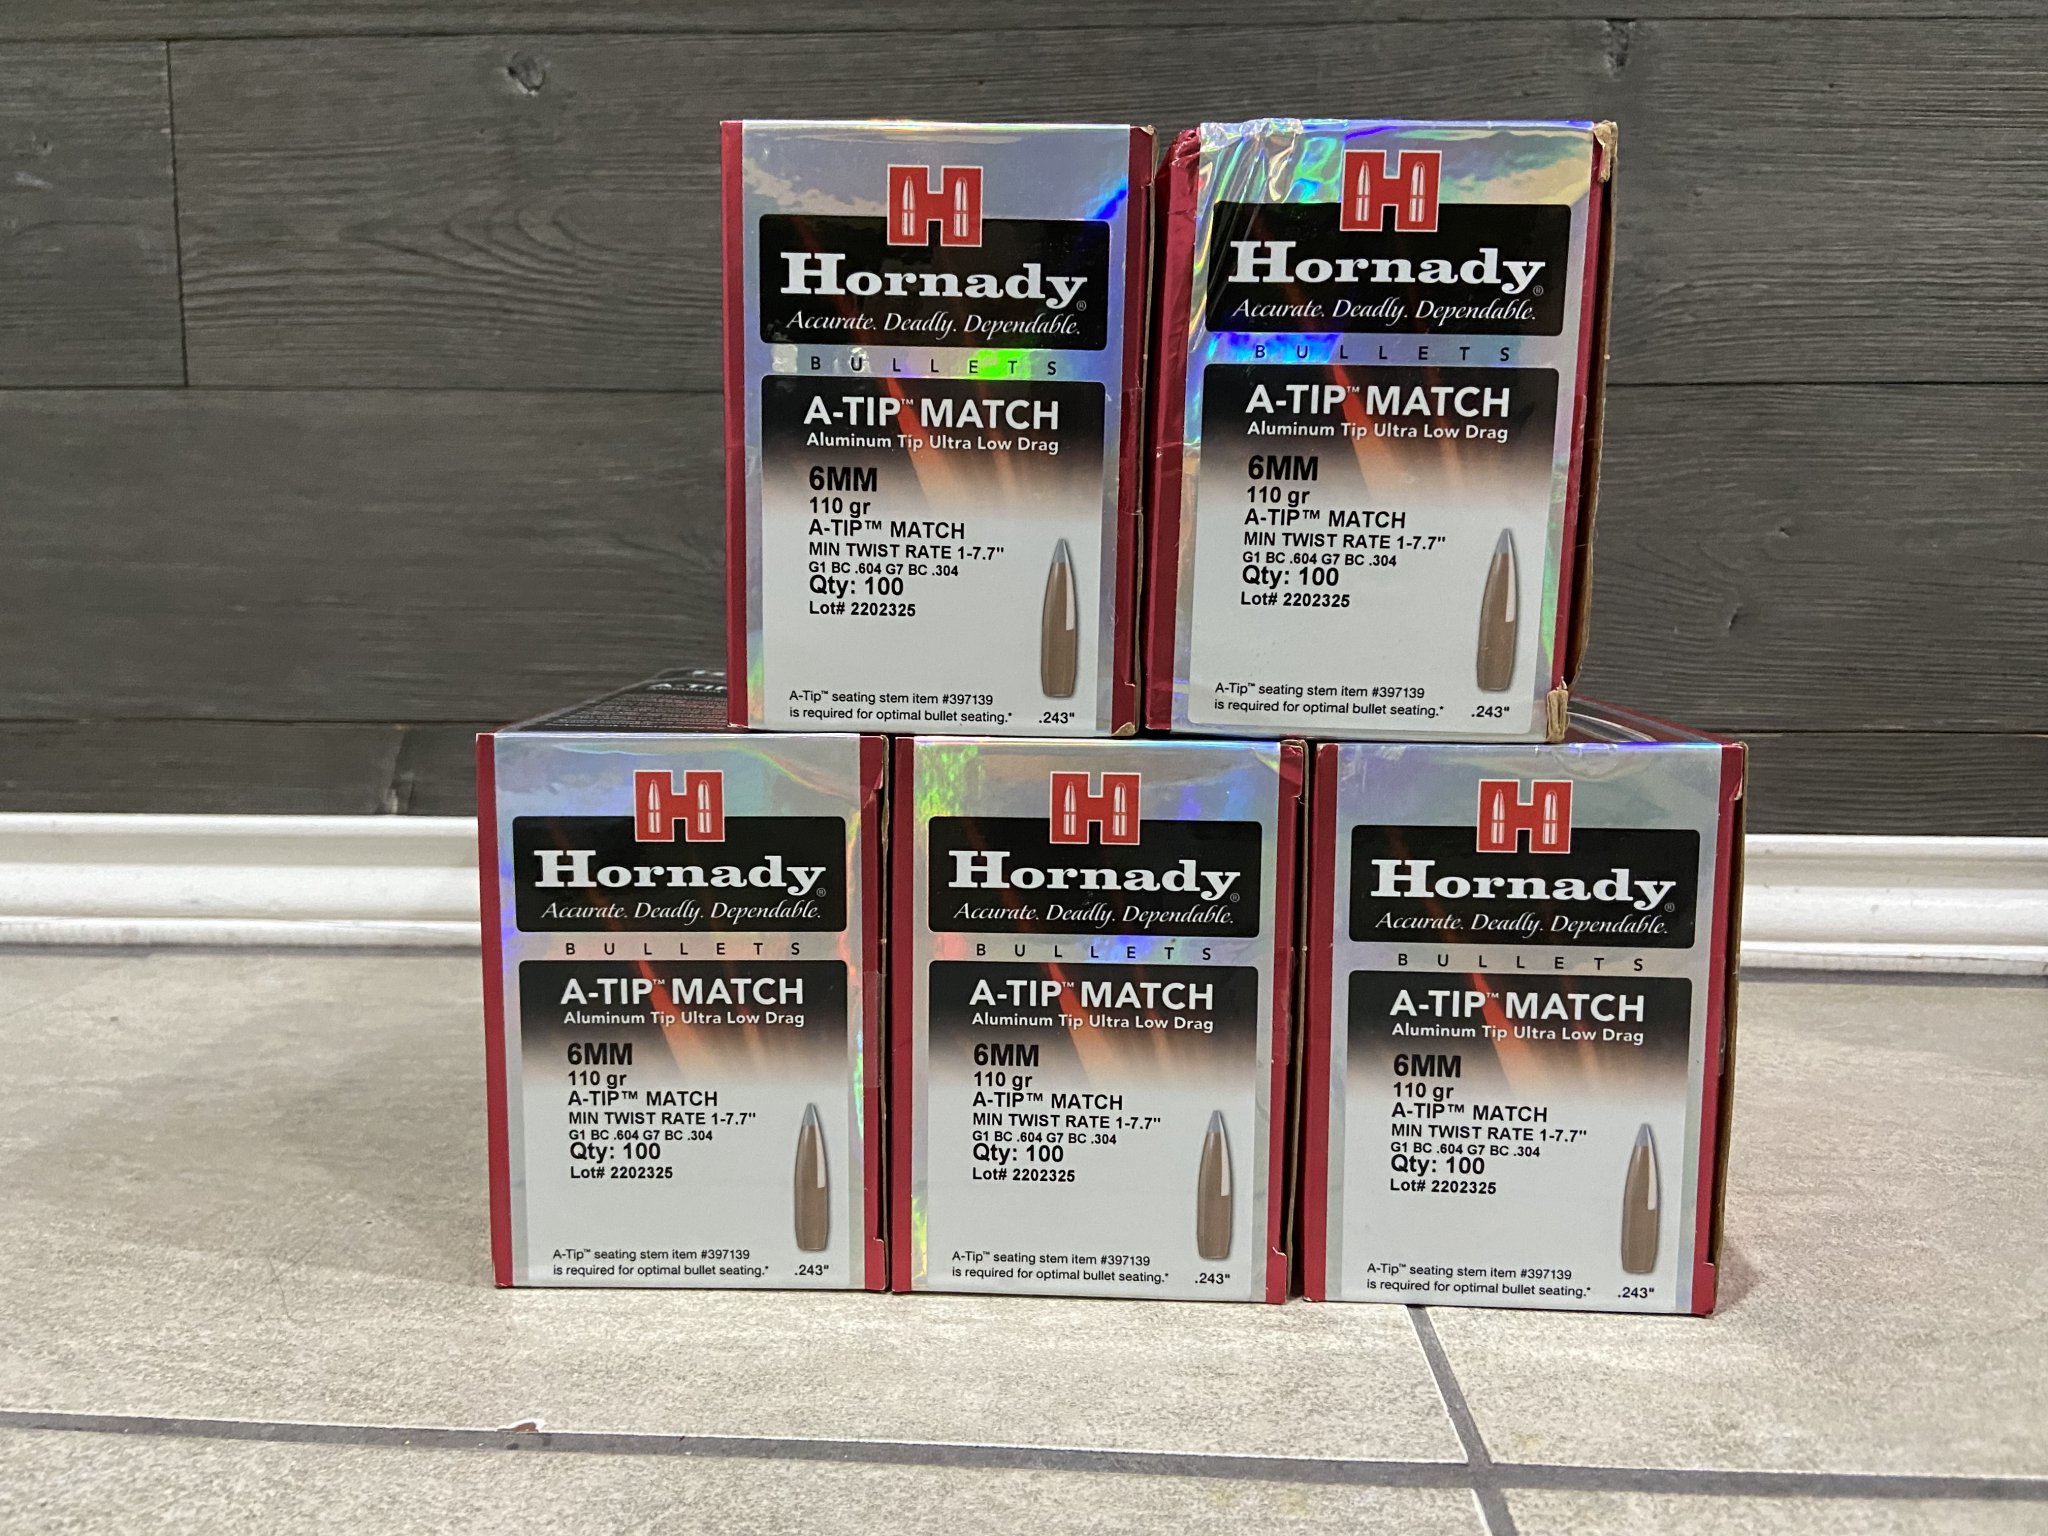 H
Hornady®
Accurate. Deadly. Dependable.
BULLETS
A-TIP™ MATCH
Aluminum Tip Ultra Low Drag
6MM
110 gr
A-TIP™ MATCH
MIN TWIST RATE 1-7.7"
G1 BC .604 G7 BC .304
Qty: 100
Lot# 2202325
A-Tip™ seating stem item #397139
is required for optimal bullet seating.*
.243"
H
Hornady®
Accurate. Deadly. Dependable.
BULLETS
A-TIP™ MATCH
Aluminum Tip Ultra Low Drag
6MM
110 gr
A-TIP™ MATCH
MIN TWIST RATE 1-7.7"
G1 BC .604 G7 BC .304
Qty: 100
Lot# 2202325
A-Tip™ seating stem item #397139
is required for optimal bullet seating.*
.243"
H
Hornady®
Accurate. Deadly. Dependable.
BULLETS
A-TIP™ MATCH
Aluminum Tip Ultra Low Drag
6MM
110 gr
A-TIP™ MATCH
MIN TWIST RATE 1-7.7"
G1 BC .604 G7 BC .304
Qty: 100
Lot# 2202325
A-Tip™ seating stem item #397139
is required for optimal bullet seating.*
.243"
H
Hornady®
Accurate. Deadly. Dependable.
BULLETS
A-TIP™ MATCH
Aluminum Tip Ultra Low Drag
6MM
110 gr
A-TIP™ MATCH
MIN TWIST RATE 1-7.7"
G1 BC .604 G7 BC .304
Qty: 100
Lot# 2202325
A-Tip™ seating stem item #397139
is required for optimal bullet seating.*
.243"
H
Hornady®
Accurate. Deadly. Dependable.
BULLETS
A-TIP™ MATCH
Aluminum Tip Ultra Low Drag
6MM
110 gr
A-TIP™ MATCH
MIN TWIST RATE 1-7.7"
G1 BC .604 G7 BC .304
Qty: 100
Lot# 2202325
A-Tip™ seating stem item #397139
is required for optimal bullet seating.*
.243"